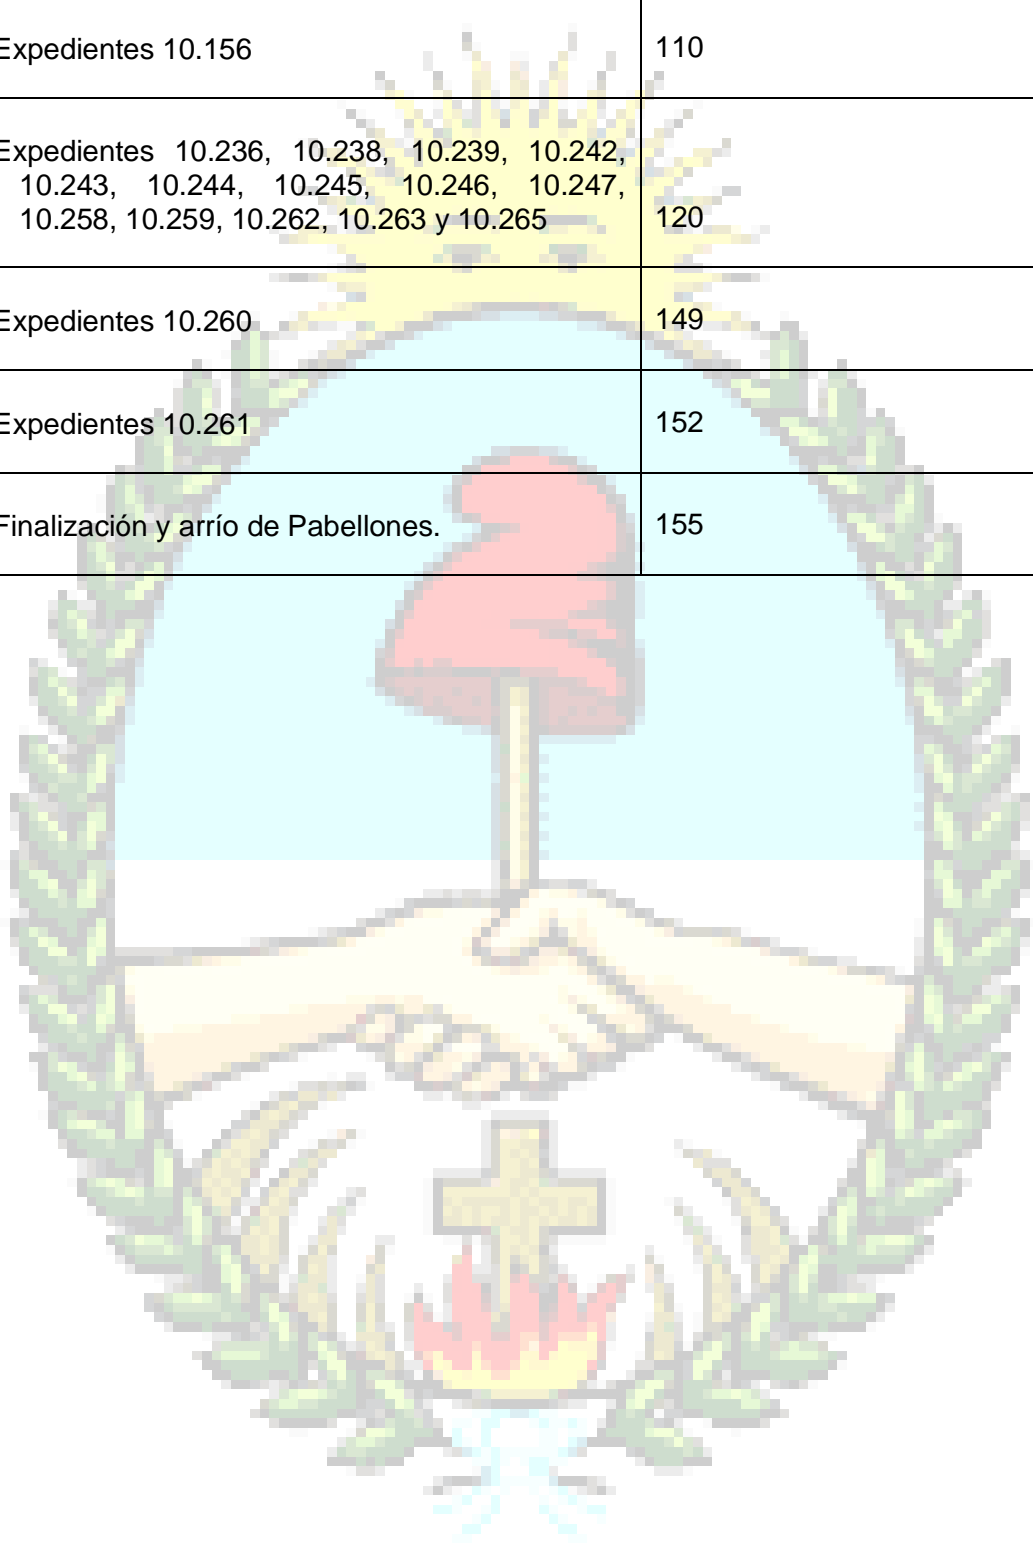 Expedientes 10.156
110
Expedientes 10.236, 10.238, 10.239, 10.242,
10.243, 10.244, 10.245, 10.246, 10.247,
10.258, 10.259, 10.262, 10.263 y 10.265
120
Expedientes 10.260
149
Expedientes 10.261
152
Finalización y arrío de Pabellones.
155